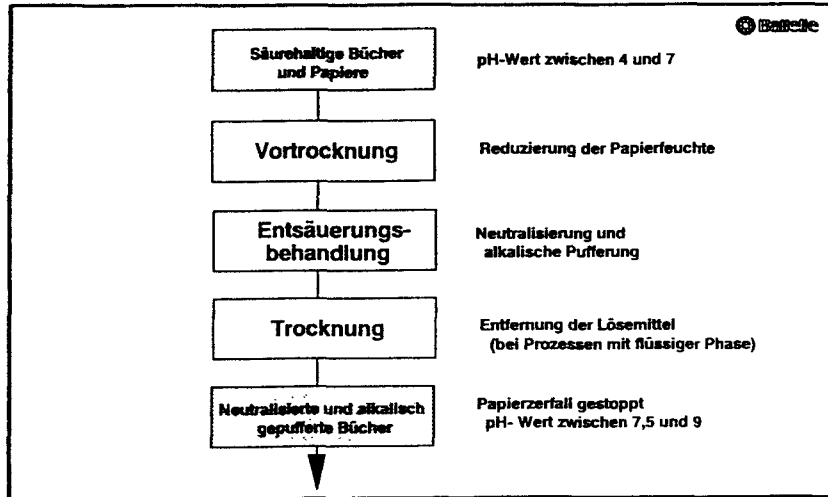 Battelle
Säurehaltige Bücher
und Papiere
pH-Wert zwischen 4 und 7
Vortrocknung
Reduzierung der Papierfeuchte
Entsäuerungs-
behandlung
Neutralisierung und
alkalische Pufferung
Trocknung
Entfernung der Lösemittel
(bei Prozessen mit flüssiger Phase)
Neutralisierte und alkalisch
gepufferte Bücher
Papierzerfall gestoppt
pH- Wert zwischen 7,5 und 9